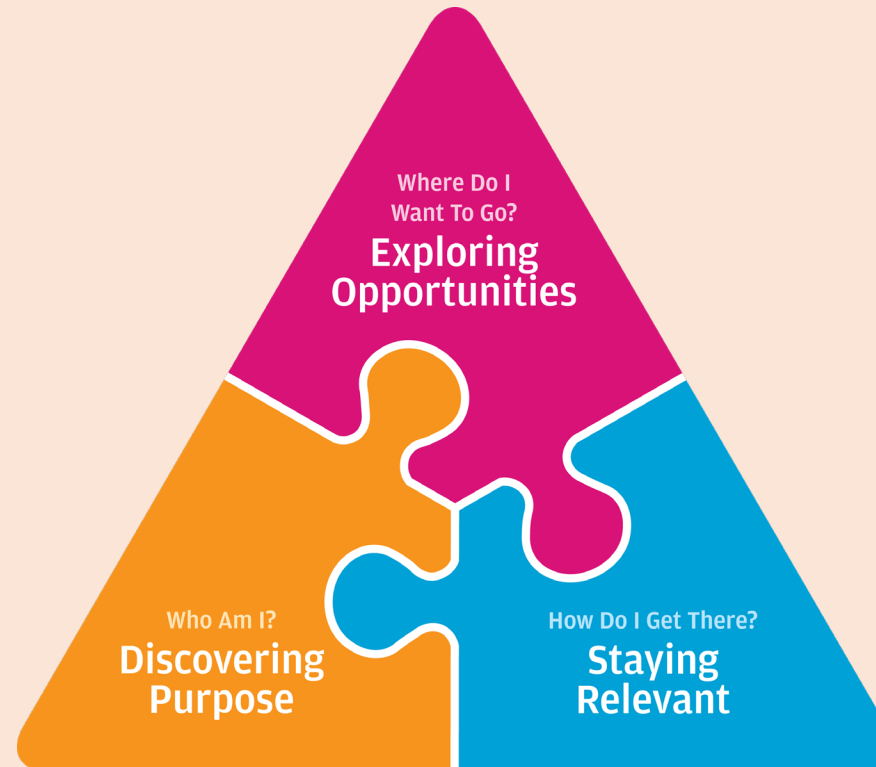 Where Do I
Want To Go?
Exploring
Opportunities
Who Am I?
Discovering
Purpose
How Do I Get There?
Staying
Relevant